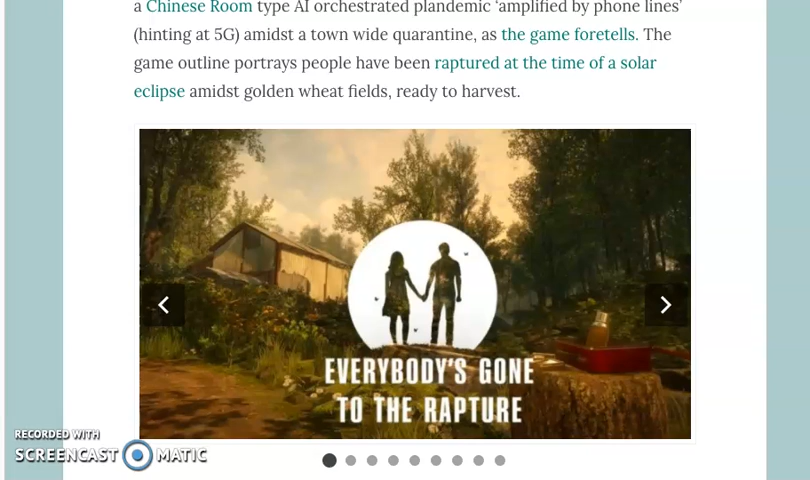 a Chinese Room type AI orchestrated plandemic ‘amplified by phone lines’
(hinting at 5G) amidst a town wide quarantine, as the game foretells. The
game outline portrays people have been raptured at the time of a solar
eclipse amidst golden wheat fields, ready to harvest.
EVERYBODY'S GONE
TO THE RAPTURE
RECORDED WITH
SCREENCAST MATIC